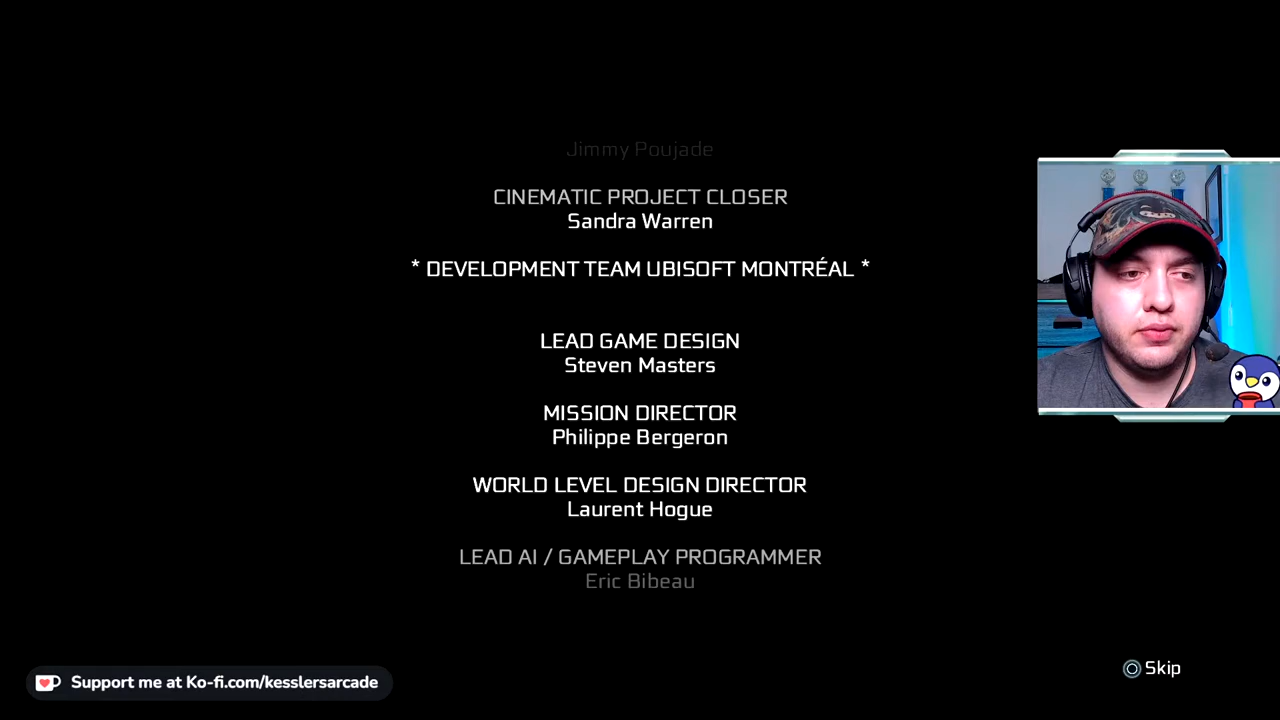 Jimmy Poujade
CINEMATIC PROJECT CLOSER
Sandra Warren
* DEVELOPMENT TEAM UBISOFT MONTRÉAL *
LEAD GAME DESIGN
Steven Masters
MISSION DIRECTOR
Philippe Bergeron
WORLD LEVEL DESIGN DIRECTOR
Laurent Hogue
LEAD AI / GAMEPLAY PROGRAMMER
Eric Bibeau
Skip
Support me at Ko-fi.com/kesslersarcade